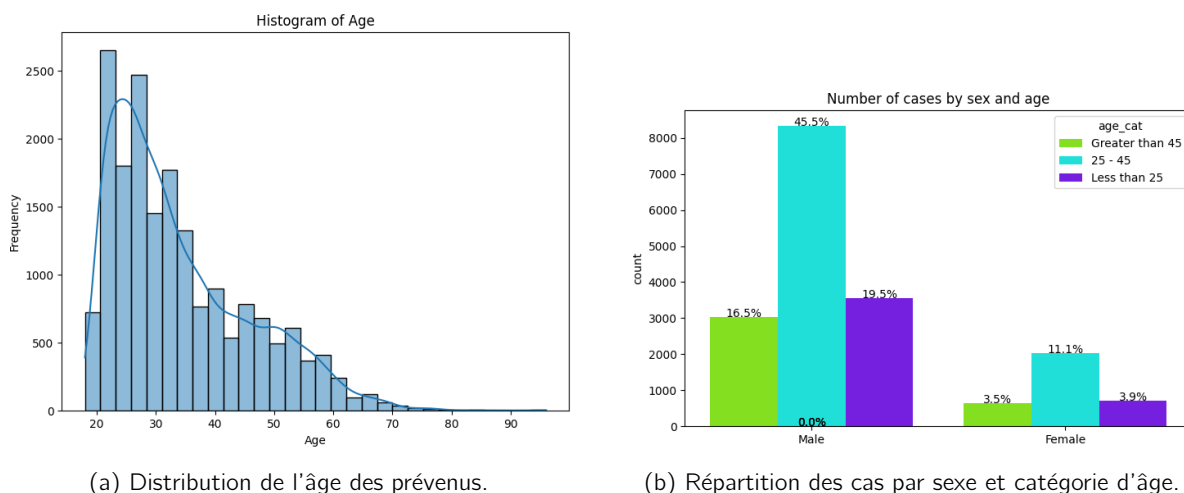 Histogram of Age
2500
2000
1500
1000
500
0
Frequency
20 30 40 50 60 70 80 90
Age
(a) Distribution de l'âge des prévenus.
Number of cases by sex and age
8000
7000
6000
5000
4000
3000
2000
1000
0
count
age_cat
Greater than 45
25 - 45
Less than 25
45.5%
16.5%
19.5%
11.1%
3.5%
3.9%
0.0%
Male Female
(b) Répartition des cas par sexe et catégorie d'âge.